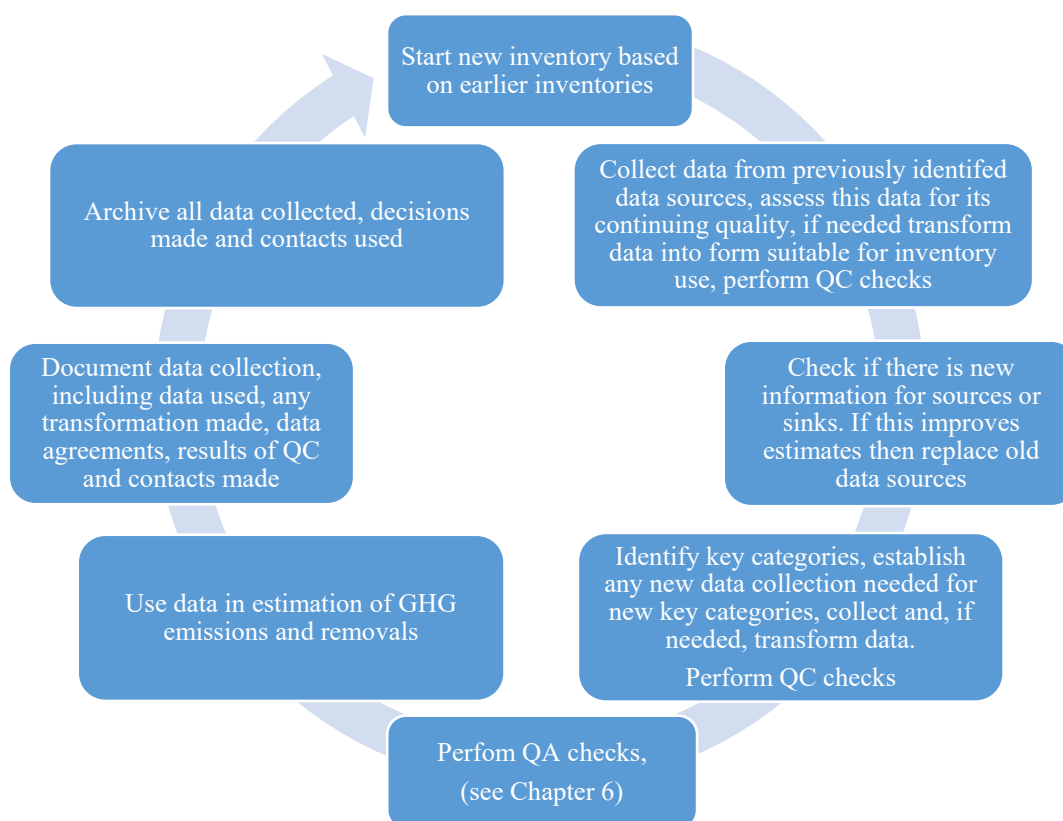 Start new inventory based
on earlier inventories
Collect data from previously identifed
data sources, assess this data for its
continuing quality, if needed transform
data into form suitable for inventory
use, perform QC checks
Check if there is new
information for sources or
sinks. If this improves
estimates then replace old
data sources
Identify key categories, establish
any new data collection needed for
new key categories, collect and, if
needed, transform data.
Perform QC checks
Perfom QA checks,
(see Chapter 6)
Use data in estimation of GHG
emissions and removals
Document data collection,
including data used, any
transformation made, data
agreements, results of QC
and contacts made
Archive all data collected, decisions
made and contacts used